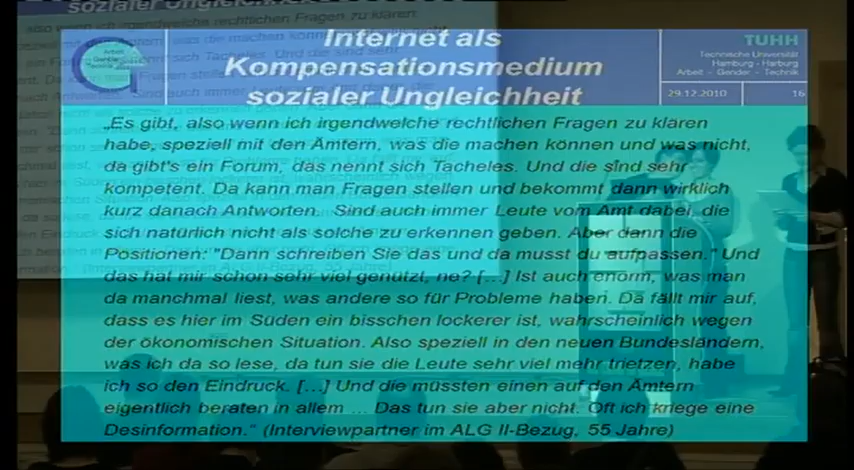 Internet als
Kompensationsmedium
sozialer Ungleichheit
TUHH
Technische Universität
Hamburg - Harburg
Arbeit - Gender - Technik
29.12.2010 16
„Es gibt, also wenn ich irgendwelche rechtlichen Fragen zu klären
habe, speziell mit den Ämtern, was die machen können und was nicht,
da gibt's ein Forum, das nennt sich Tacheles. Und die sind sehr
kompetent. Da kann man Fragen stellen und bekommt dann wirklich
kurz danach Antworten. Sind auch immer Leute vom Amt dabei, die
sich natürlich nicht als solche zu erkennen geben. Aber dann die
Positionen: "Dann schreiben Sie das und da musst du aufpassen." Und
das hat mir schon sehr viel genützt, ne? [...] Ist auch enorm, was man
da manchmal liest, was andere so für Probleme haben. Da fällt mir auf,
dass es hier im Süden ein bisschen lockerer ist, wahrscheinlich wegen
der ökonomischen Situation. Also speziell in den neuen Bundesländern,
was ich da so lese, da tun sie die Leute sehr viel mehr trietzen, habe
ich so den Eindruck. [...] Und die müssten einen auf den Ämtern
eigentlich beraten in allem ... Das tun sie aber nicht. Oft ich kriege eine
Desinformation." (Interviewpartner im ALG II-Bezug, 55 Jahre)